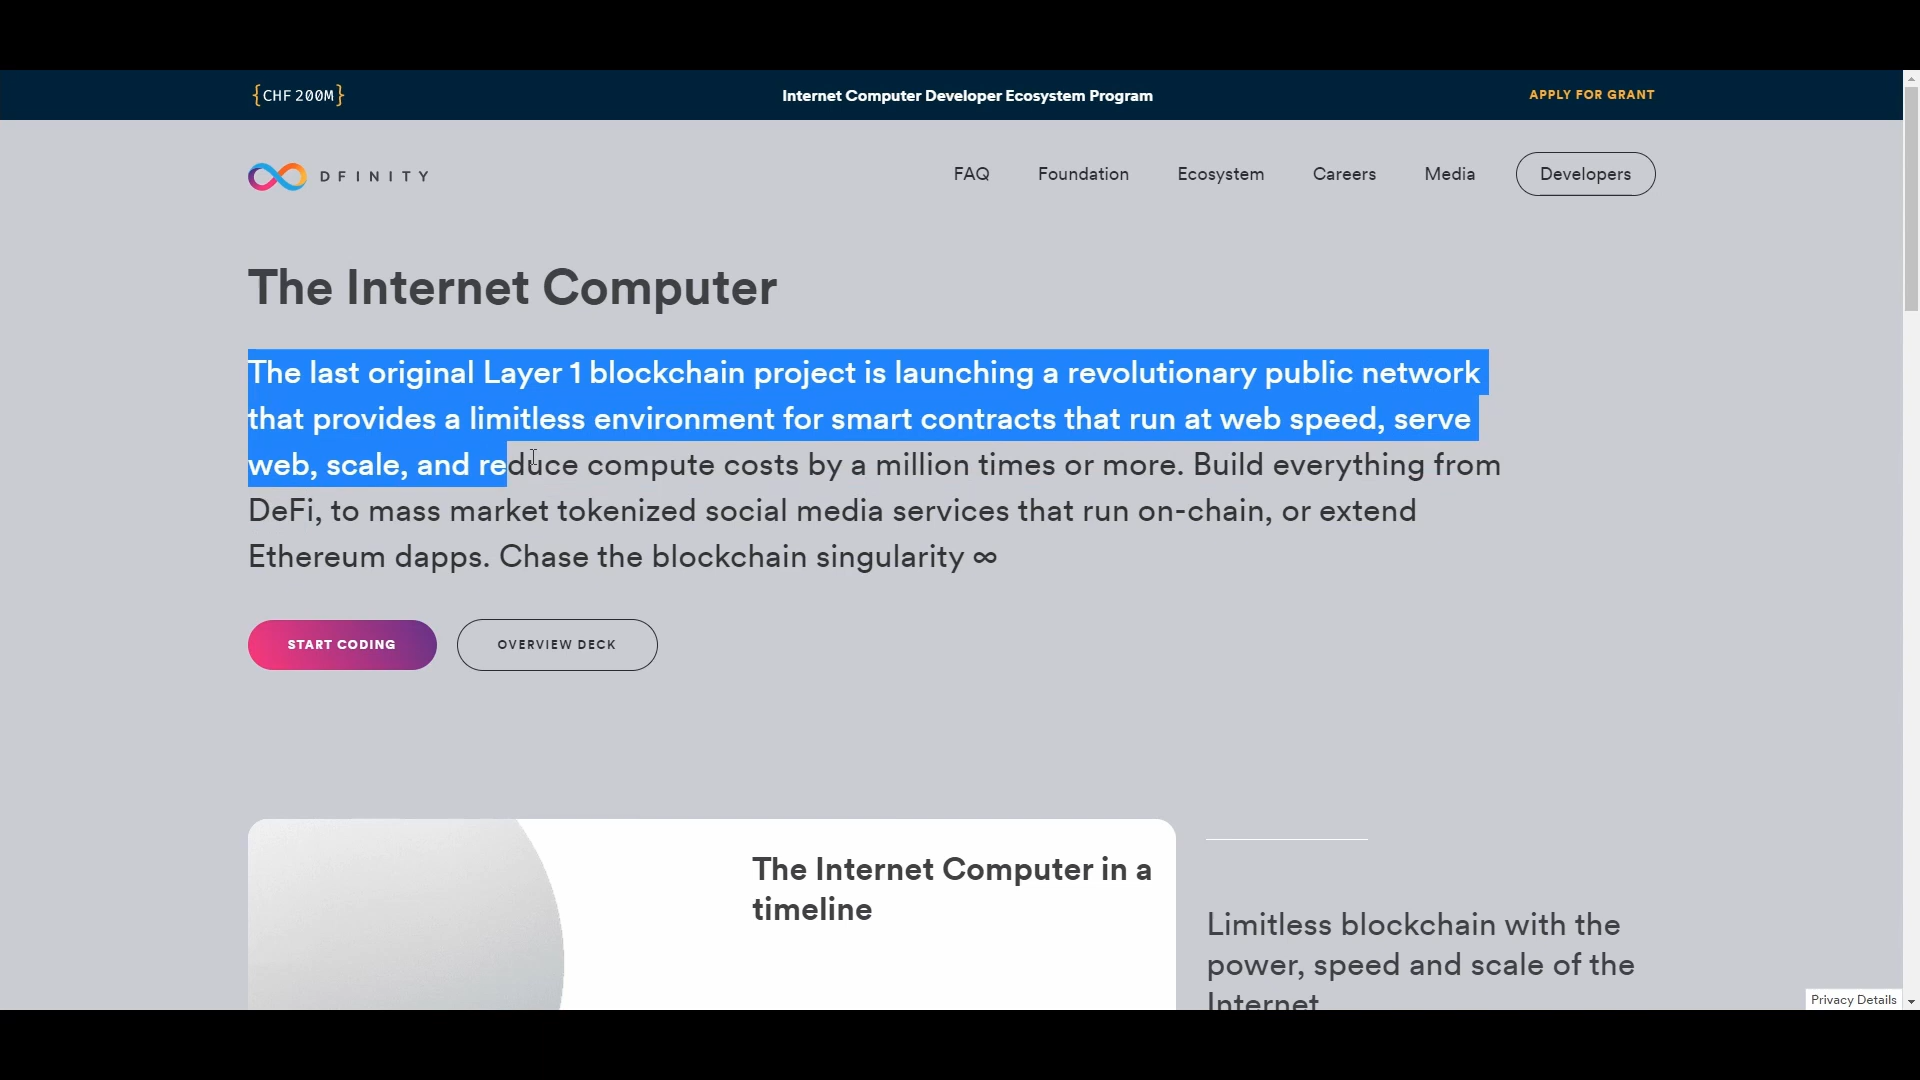 {CHF 200M}
Internet Computer Developer Ecosystem Program
APPLY FOR GRANT
DFINITY
FAQ
Foundation
Ecosystem
Careers
Media
Developers
The Internet Computer
The last original Layer 1 blockchain project is launching a revolutionary public network
that provides a limitless environment for smart contracts that run at web speed, serve
web, scale, and reduce compute costs by a million times or more. Build everything from
DeFi, to mass market tokenized social media services that run on-chain, or extend
Ethereum dapps. Chase the blockchain singularity ∞
START CODING
OVERVIEW DECK
The Internet Computer in a
timeline
Limitless blockchain with the
power, speed and scale of the
Internet
Privacy Details